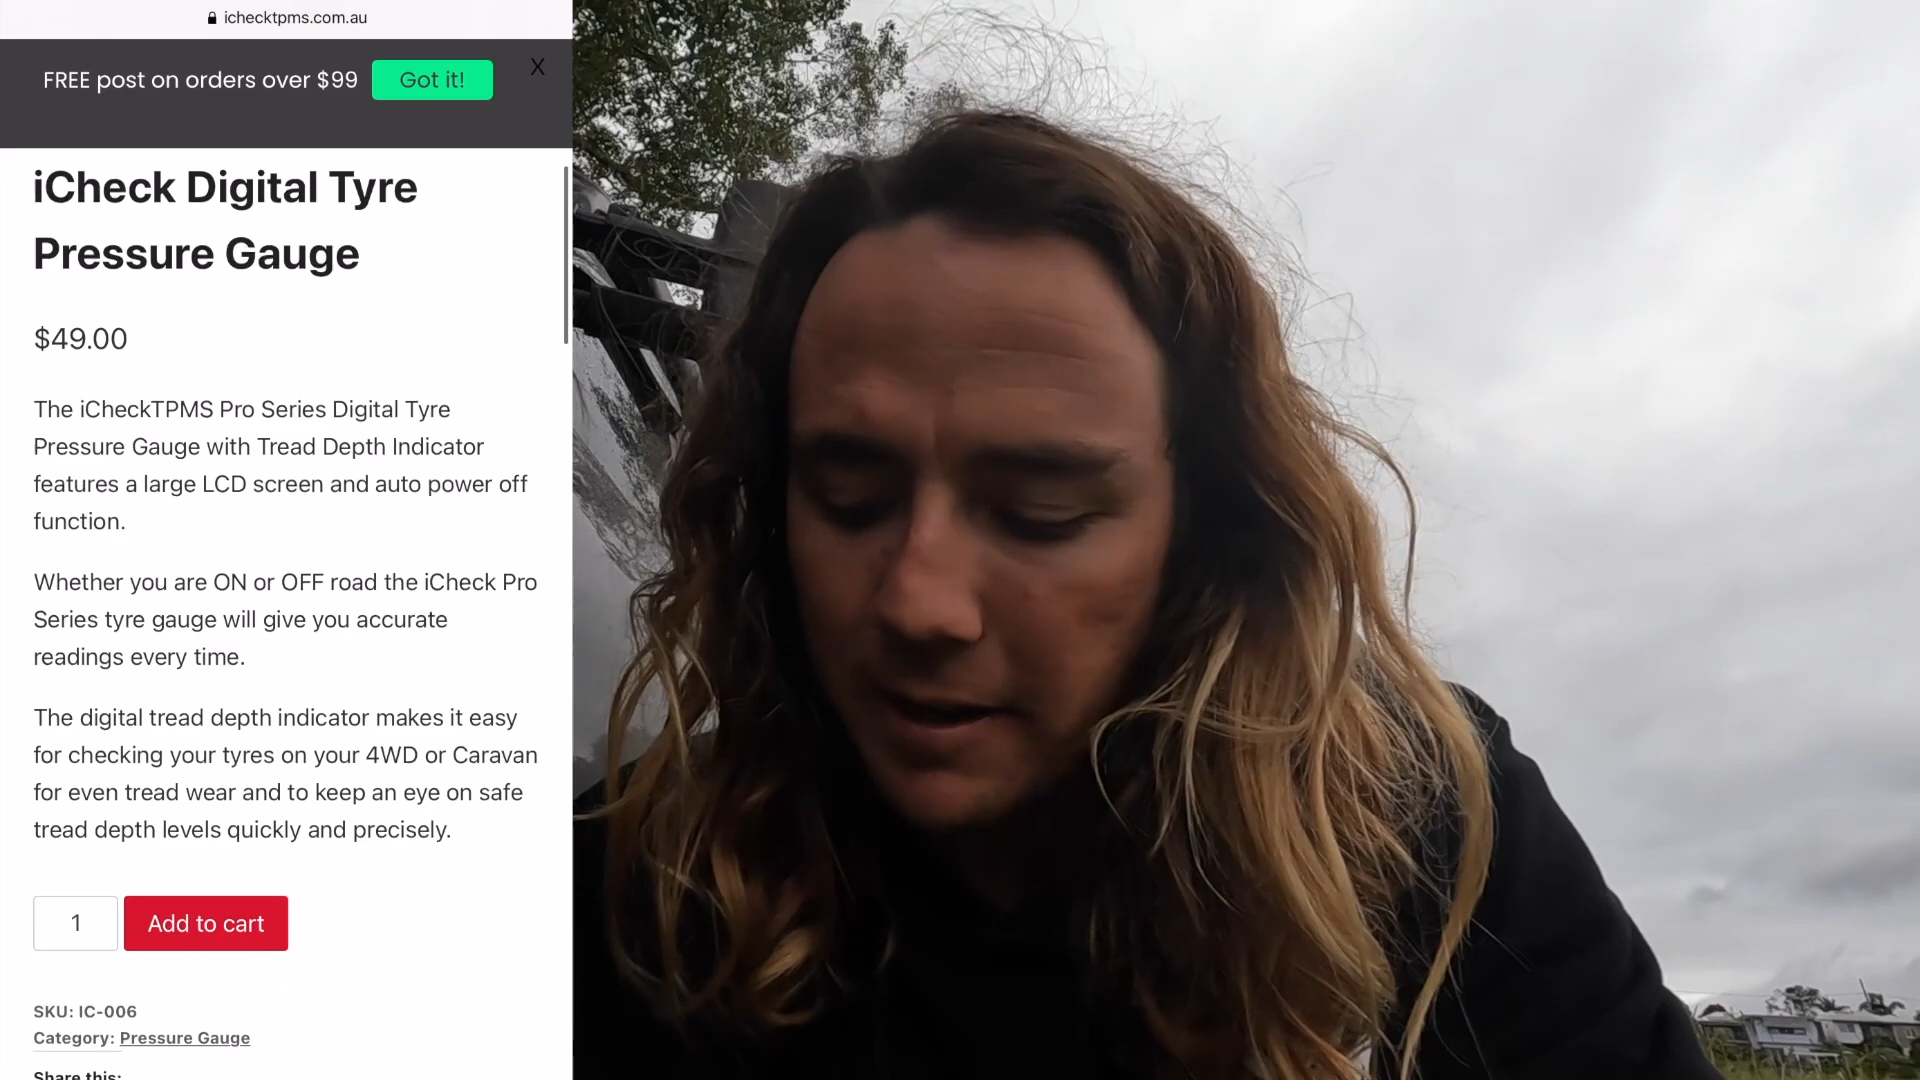 ichecktpms.com.au
FREE post on orders over $99
Got it!
X
iCheck Digital Tyre
Pressure Gauge
$49.00
The iCheckTPMS Pro Series Digital Tyre
Pressure Gauge with Tread Depth Indicator
features a large LCD screen and auto power off
function.
Whether you are ON or OFF road the iCheck Pro
Series tyre gauge will give you accurate
readings every time.
The digital tread depth indicator makes it easy
for checking your tyres on your 4WD or Caravan
for even tread wear and to keep an eye on safe
tread depth levels quickly and precisely.
1
Add to cart
SKU: IC-006
Category: Pressure Gauge
Share this: